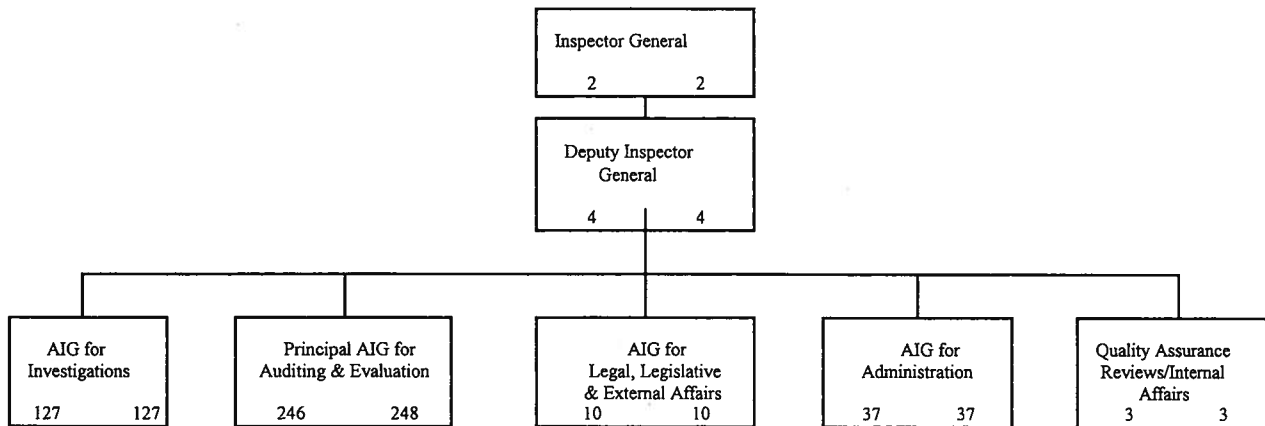 Inspector General
2 2
Deputy Inspector
General
4 4
AIG for
Investigations
127 127
Principal AIG for
Auditing & Evaluation
246 248
AIG for
Legal, Legislative
& External Affairs
10 10
AIG for
Administration
37 37
Quality Assurance
Reviews/Internal
Affairs
3 3